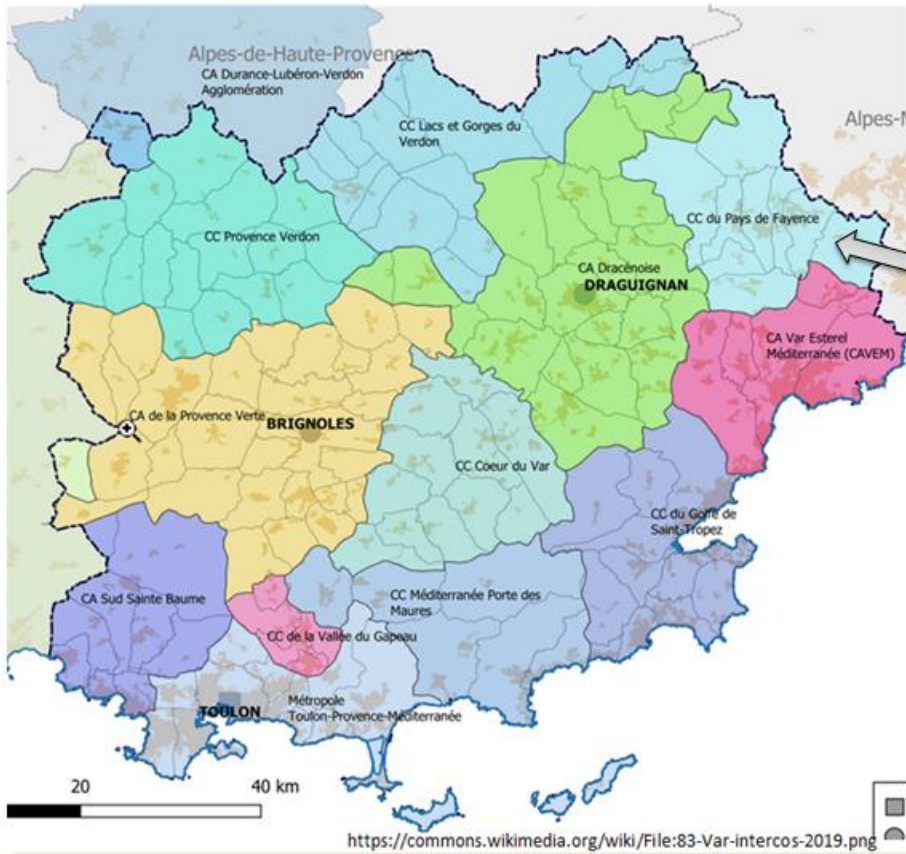 Alpes-de-Haute-Provence
CA Durance-Lubéron-Verdon
Agglomération
CC Lacs et Gorges du
Verdon
Alpes-M
CC du Pays de Fayence
CC Provence Verdon
CA Dracénoise
DRAGUIGNAN
CA Var Esterel
Méditerranée (CAVEM)
CA de la Provence Verte
BRIGNOLES
CC Coeur du Var
CC du Golfe de
Saint-Tropez
CA Sud Sainte Baume
CC Méditerranée Porte des
Maures
CC de la Vallée du Gapeau
Métropole
Toulon-Provence-Méditerranée
TOULON
20
40 km
https://commons.wikimedia.org/wiki/File:83-Var-intercos-2019.png